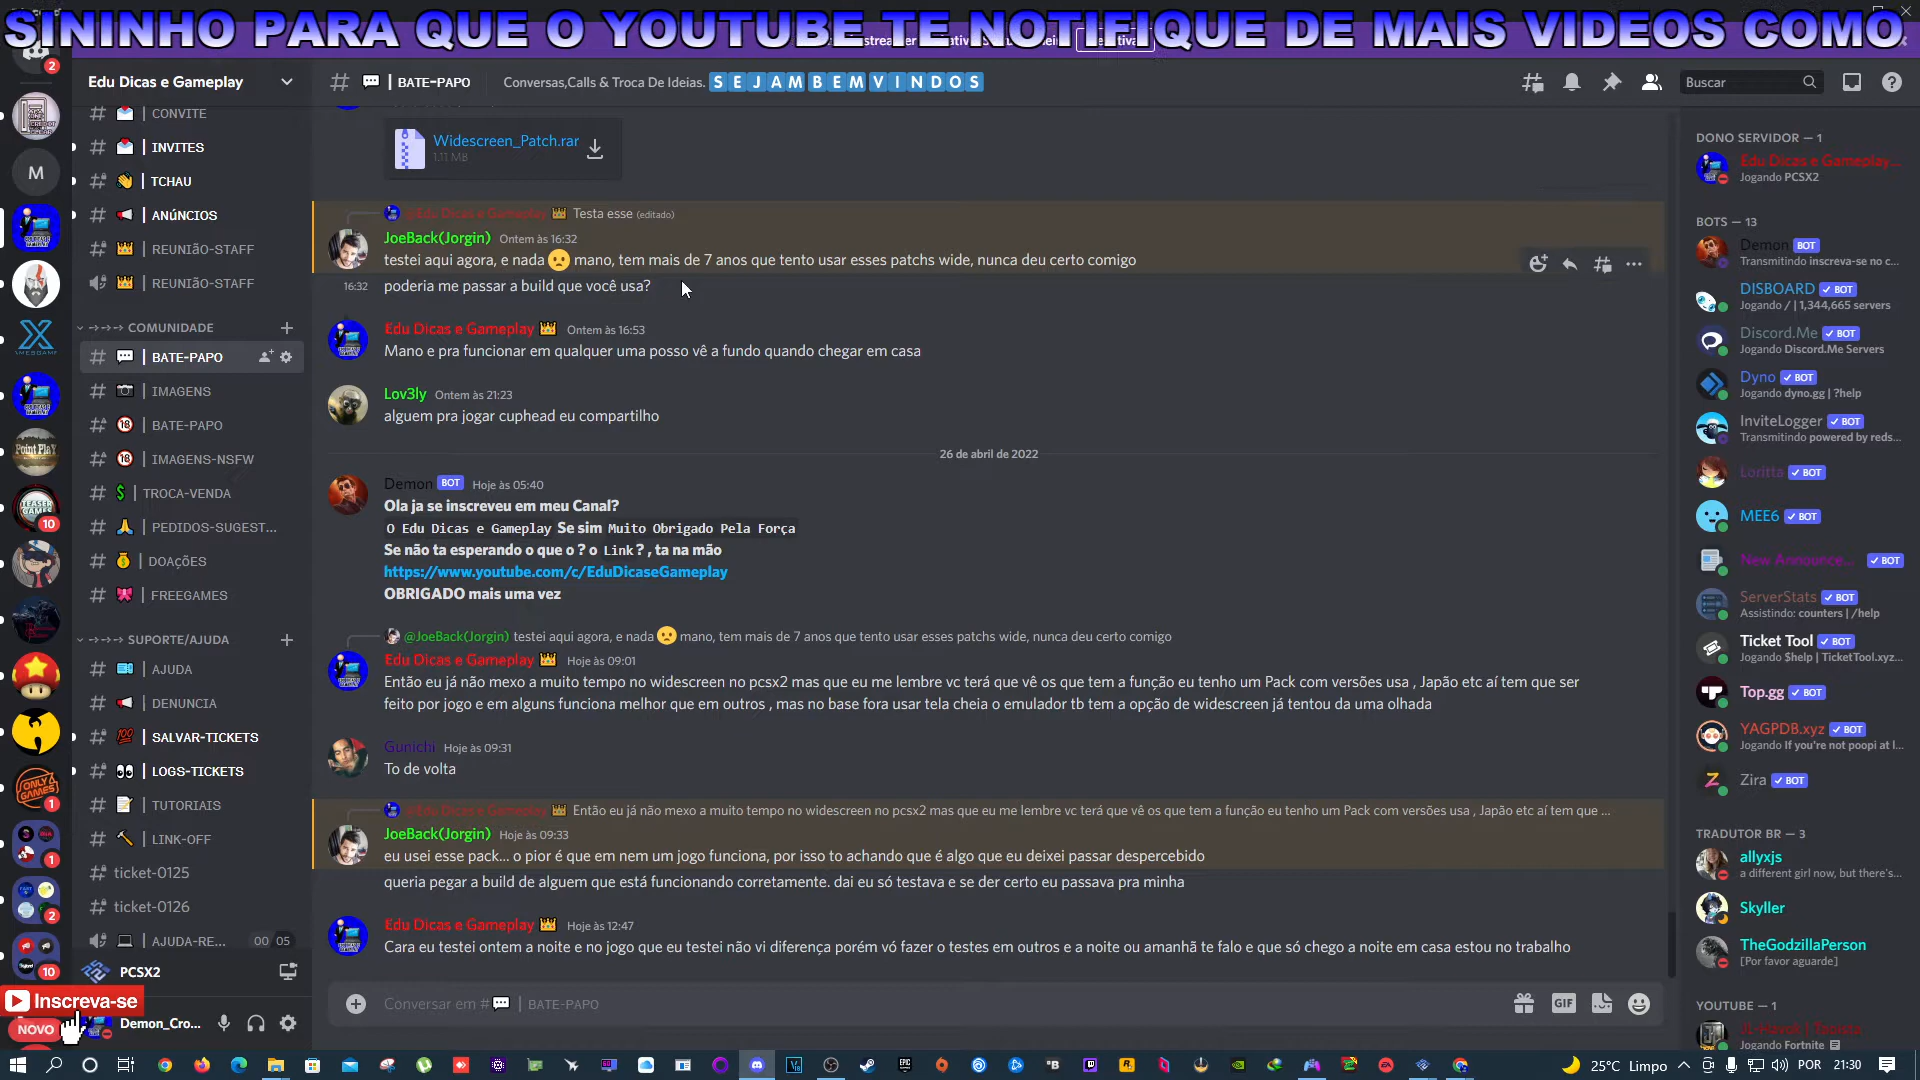 SININHO PARA QUE O YOUTUBE TE NOTIFIQUE DE MAIS VIDEOS COMO
Edu Dicas e Gameplay
CONVITE
INVITES
TCHAU
ANúNCIOS
REUNIãO-STAFF
REUNIãO-STAFF
COMUNIDADE
BATE-PAPO
IMAGENS
BATE-PAPO
IMAGENS-NSFW
TROCA-VENDA
PEDIDOS-SUGEST...
DOAçÕES
FREEGAMES
SUPORTE/AJUDA
AJUDA
DENUNCIA
SALVAR-TICKETS
LOGS-TICKETS
TUTORIAIS
LINK-OFF
ticket-0125
ticket-0126
AJUDA-RE... 00 05
PCSX2
Inscreva-se
NOVO
Demon_Cro...
M
2
10
1
1
2
10
| BATE-PAPO Conversas,Calls & Troca De Ideias. SEJAM BEM VINDOS
Buscar
Widescreen_Patch.rar
1.11 MB
@Edu Dicas e Gameplay Testa esse (editado)
JoeBack(Jorgin) Ontem às 16:32
testei aqui agora, e nada mano, tem mais de 7 anos que tento usar esses patchs wide, nunca deu certo comigo
16:32 poderia me passar a build que você usa?
Edu Dicas e Gameplay Ontem às 16:53
Mano e pra funcionar em qualquer uma posso vê a fundo quando chegar em casa
Lov3ly Ontem às 21:23
alguem pra jogar cuphead eu compartilho
26 de abril de 2022
Demon BOT Hoje às 05:40
Ola ja se inscreveu em meu Canal?
O Edu Dicas e Gameplay Se sim Muito Obrigado Pela Força
Se não ta esperando o que o ? o Link? , ta na mão
https://www.youtube.com/c/EduDicaseGameplay
OBRIGADO mais uma vez
@JoeBack(Jorgin) testei aqui agora, e nada mano, tem mais de 7 anos que tento usar esses patchs wide, nunca deu certo comigo
Edu Dicas e Gameplay Hoje às 09:01
Então eu já não mexo a muito tempo no widescreen no pcsx2 mas que eu me lembre vc terá que vê os que tem a função eu tenho um Pack com versões usa , Japão etc aí tem que ser
feito por jogo e em alguns funciona melhor que em outros , mas no base fora usar tela cheia o emulador tb tem a opção de widescreen já tentou da uma olhada
Gunichi Hoje às 09:31
To de volta
@Edu Dicas e Gameplay Então eu já não mexo a muito tempo no widescreen no pcsx2 mas que eu me lembre vc terá que vê os que tem a função eu tenho um Pack com versões usa , Japão etc aí tem que ...
JoeBack(Jorgin) Hoje às 09:33
eu usei esse pack... o pior é que em nem um jogo funciona, por isso to achando que é algo que eu deixei passar despercebido
queria pegar a build de alguem que está funcionando corretamente. dai eu só testava e se der certo eu passava pra minha
Edu Dicas e Gameplay Hoje às 12:47
Cara eu testei ontem a noite e no jogo que eu testei não vi diferença porém vó fazer o testes em outros e a noite ou amanhã te falo e que só chego a noite em casa estou no trabalho
Conversar em # | BATE-PAPO
GIF
DONO SERVIDOR — 1
Edu Dicas e Gameplay...
Jogando PCSX2
BOTS — 13
Demon BOT
Transmitindo inscreva-se no c...
DISBOARD BOT
Jogando / | 1,344,665 servers
Discord.Me BOT
Jogando Discord.Me Servers
Dyno BOT
Jogando dyno.gg | ?help
InviteLogger BOT
Transmitindo powered by reds...
Loritta BOT
MEE6 BOT
New Announce... BOT
ServerStats BOT
Assistindo: counters | /help
Ticket Tool BOT
Jogando $help | TicketTool.xyz...
Top.gg BOT
YAGPDB.xyz BOT
Jogando If you're not poopi at l...
Zira BOT
TRADUTOR BR — 3
allyxjs
a different girl now, but there's...
Skyller
TheGodzillaPerson
[Por favor aguarde]
YOUTUBE — 1
Jogando Fortnite
25°C Limpo POR 21:30